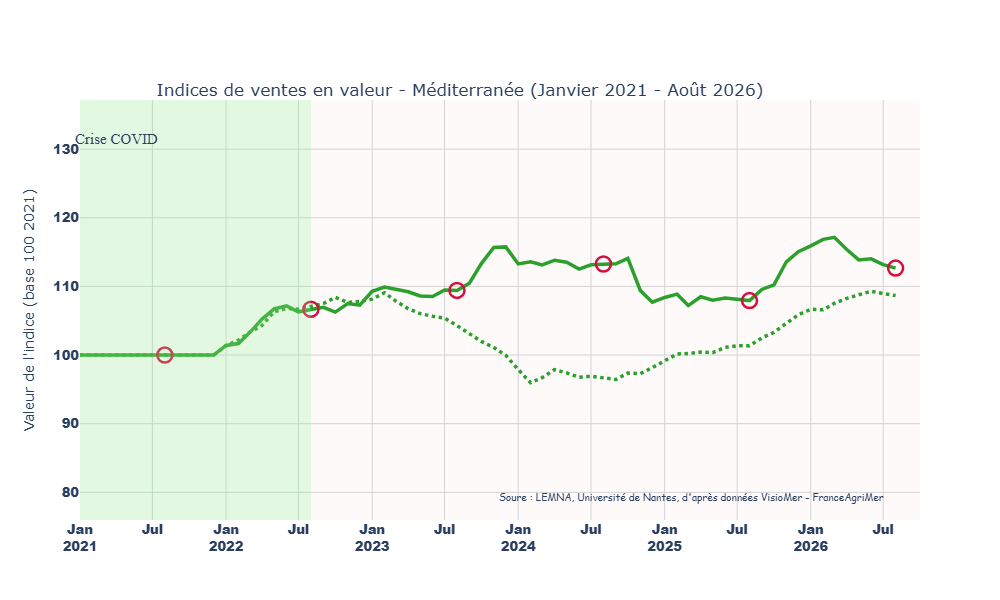 Indices de ventes en valeur - Méditerranée (Janvier 2021 - Août 2026)
Crise COVID
Valeur de l'indice (base 100 2021)
130
120
110
100
90
80
Soure : LEMNA, Université de Nantes, d'après données VisioMer - FranceAgriMer
Jan Jul Jan Jul Jan Jul Jan Jul Jan Jul Jan Jul
2021 2022 2023 2024 2025 2026